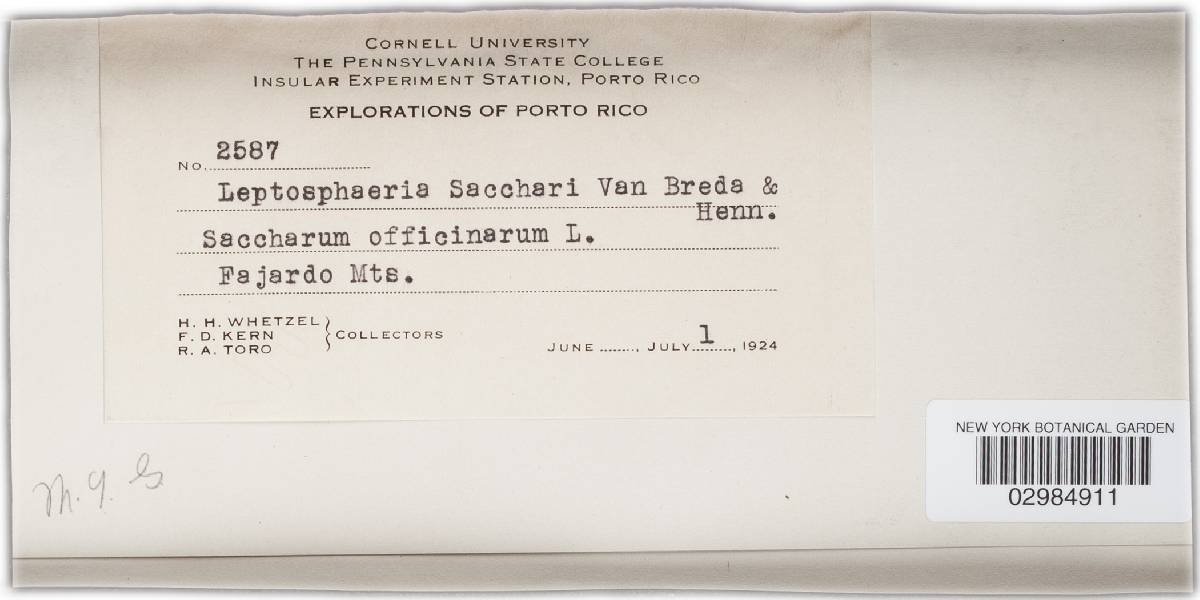 CORNELL UNIVERSITY
THE PENNSYLVANIA STATE COLLEGE
INSULAR EXPERIMENT STATION, PORTO RICO
EXPLORATIONS OF PORTO RICO
No. 2587
Leptosphaeria Sacchari Van Breda &
Henn.
Saccharum officinarum L.
Fajardo Mts.
H. H. WHETZEL
F. D. KERN
R. A. TORO
COLLECTORS
JUNE ........, JULY 1, 1924
NEW YORK BOTANICAL GARDEN
02984911